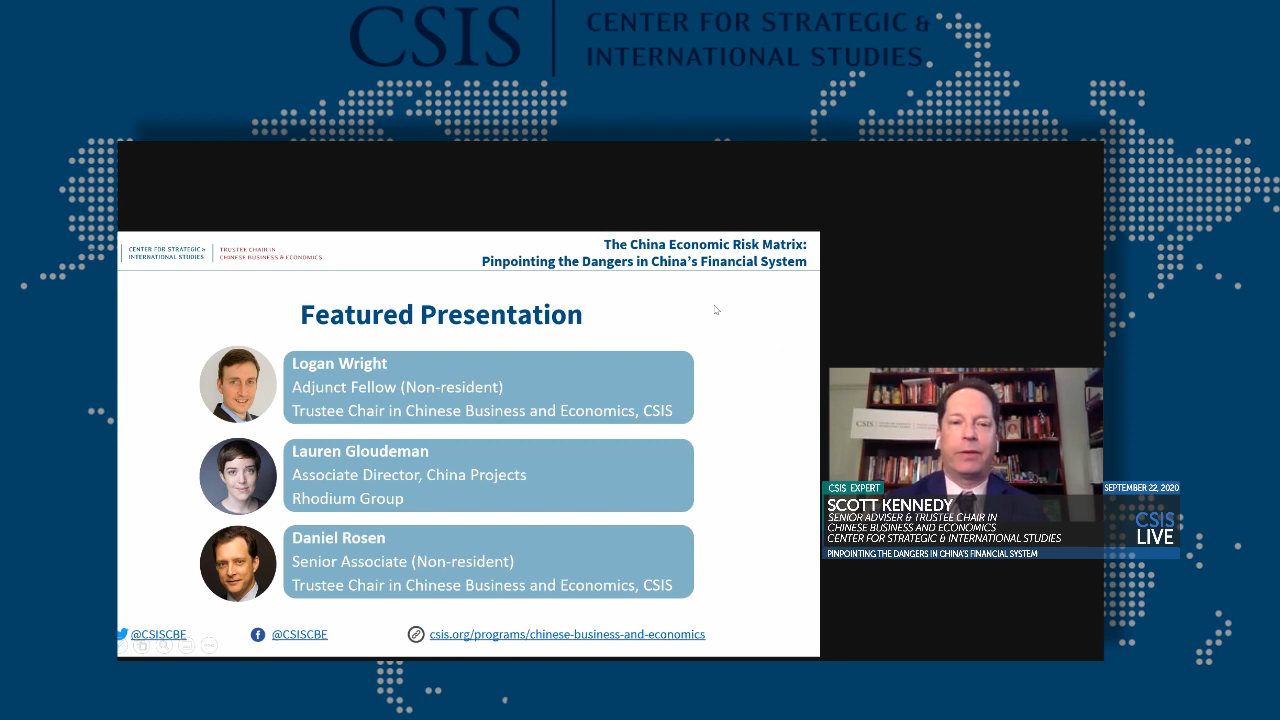 CSIS
CENTER FOR STRATEGIC &
INTERNATIONAL STUDIES
CENTER FOR STRATEGIC &
INTERNATIONAL STUDIES
TRUSTEE CHAIR IN
CHINESE BUSINESS & ECONOMICS
The China Economic Risk Matrix:
Pinpointing the Dangers in China's Financial System
Featured Presentation
Logan Wright
Adjunct Fellow (Non-resident)
Trustee Chair in Chinese Business and Economics, CSIS
Lauren Gloudeman
Associate Director, China Projects
Rhodium Group
Daniel Rosen
Senior Associate (Non-resident)
Trustee Chair in Chinese Business and Economics, CSIS
@CSISCBE
@CSISCBE
csis.org/programs/chinese-business-and-economics
CSIS
CSIS EXPERT
SCOTT KENNEDY
SENIOR ADVISER & TRUSTEE CHAIR IN
CHINESE BUSINESS AND ECONOMICS
CENTER FOR STRATEGIC & INTERNATIONAL STUDIES
PINPOINTING THE DANGERS IN CHINA'S FINANCIAL SYSTEM
SEPTEMBER 22, 2020
CSIS
LIVE